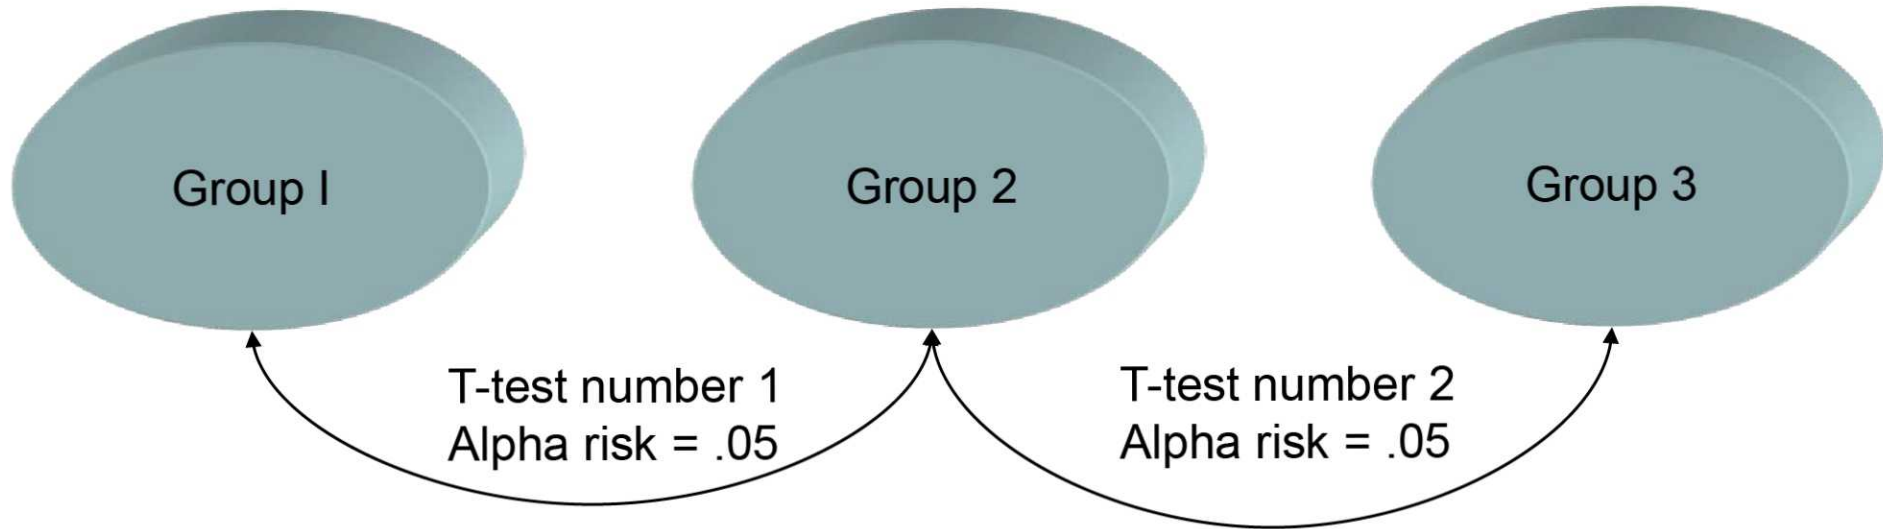 Group I
Group 2
Group 3
T-test number 1
Alpha risk = .05
T-test number 2
Alpha risk = .05